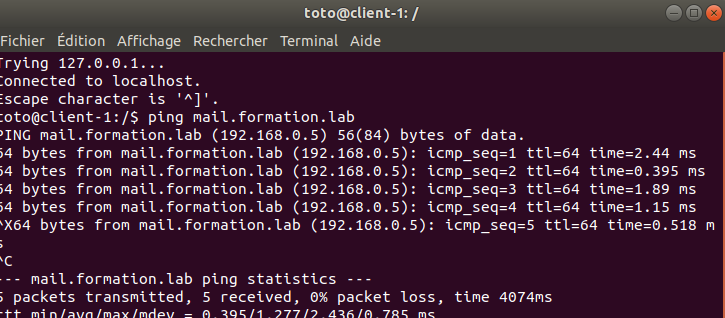 toto@client-1: /
Fichier Édition Affichage Rechercher Terminal Aide
Trying 127.0.0.1...
Connected to localhost.
Escape character is '^]'.
toto@client-1:/$ ping mail.formation.lab
PING mail.formation.lab (192.168.0.5) 56(84) bytes of data.
64 bytes from mail.formation.lab (192.168.0.5): icmp_seq=1 ttl=64 time=2.44 ms
64 bytes from mail.formation.lab (192.168.0.5): icmp_seq=2 ttl=64 time=0.395 ms
64 bytes from mail.formation.lab (192.168.0.5): icmp_seq=3 ttl=64 time=1.89 ms
64 bytes from mail.formation.lab (192.168.0.5): icmp_seq=4 ttl=64 time=1.15 ms
^X64 bytes from mail.formation.lab (192.168.0.5): icmp_seq=5 ttl=64 time=0.518 m
s
^C
--- mail.formation.lab ping statistics ---
5 packets transmitted, 5 received, 0% packet loss, time 4074ms
rtt min/avg/max/mdev = 0.395/1.277/2.436/0.785 ms